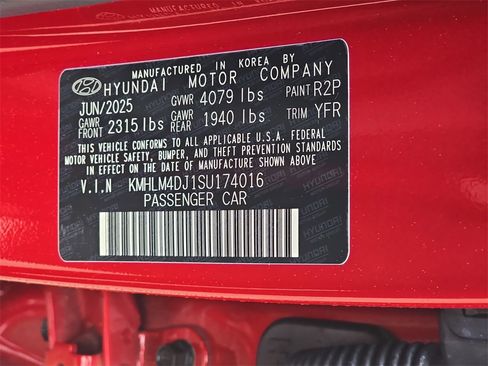 MANUFACTURED IN KOREA BY
HYUNDAI MOTOR COMPANY
JUN/2025 GVWR 4079 lbs PAINT R2P
GAWR FRONT 2315 lbs GAWR REAR 1940 lbs TRIM YFR
THIS VEHICLE CONFORMS TO ALL APPLICABLE U.S.A. FEDERAL
MOTOR VEHICLE SAFETY, BUMPER, AND THEFT PREVENTION STANDARDS
IN EFFECT ON THE DATE OF MANUFACTURE SHOWN ABOVE
V.I.N KMHLM4DJ1SU174016
PASSENGER CAR